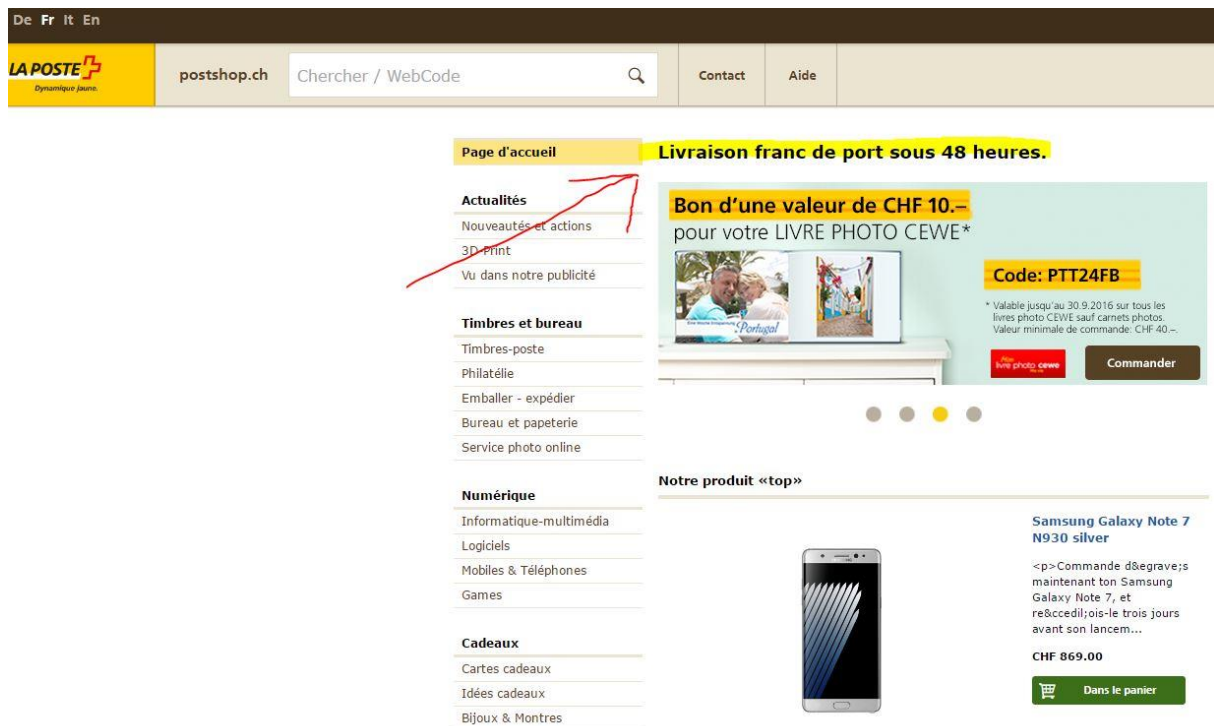 De Fr It En
LA POSTE
Dynamique jaune.
postshop.ch
Chercher / WebCode
Contact
Aide
Page d'accueil
Actualités
Nouveautés et actions
3D-Print
Vu dans notre publicité
Timbres et bureau
Timbres-poste
Philatélie
Emballer - expédier
Bureau et papeterie
Service photo online
Numérique
Informatique-multimédia
Logiciels
Mobiles & Téléphones
Games
Cadeaux
Cartes cadeaux
Idées cadeaux
Bijoux & Montres
Livraison franc de port sous 48 heures.
Bon d'une valeur de CHF 10.–
pour votre LIVRE PHOTO CEWE*
Portugal
Code: PTT24FB
* Valable jusqu'au 30.9.2016 sur tous les
livres photo CEWE sauf carnets photos.
Valeur minimale de commande: CHF 40.–.
livre photo cewe
Commander
Notre produit «top»
Samsung Galaxy Note 7
N930 silver
<p>Commande d&egrave;s
maintenant ton Samsung
Galaxy Note 7, et
re&ccedil;ois-le trois jours
avant son lancem...
CHF 869.00
Dans le panier